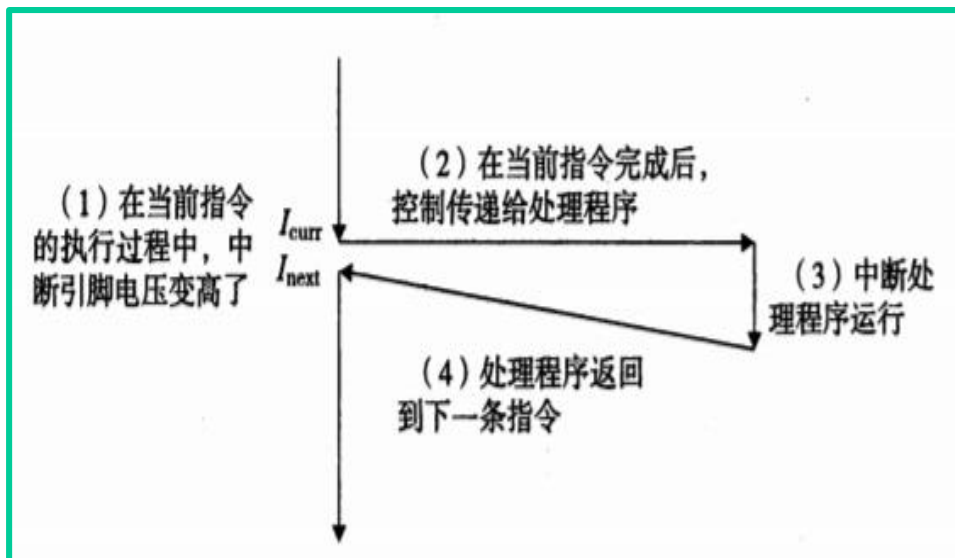 （1）在当前指令
的执行过程中，中
断引脚电压变高了
I_curr
I_next
（2）在当前指令完成后，
控制传递给处理程序
（3）中断处
理程序运行
（4）处理程序返回
到下一条指令